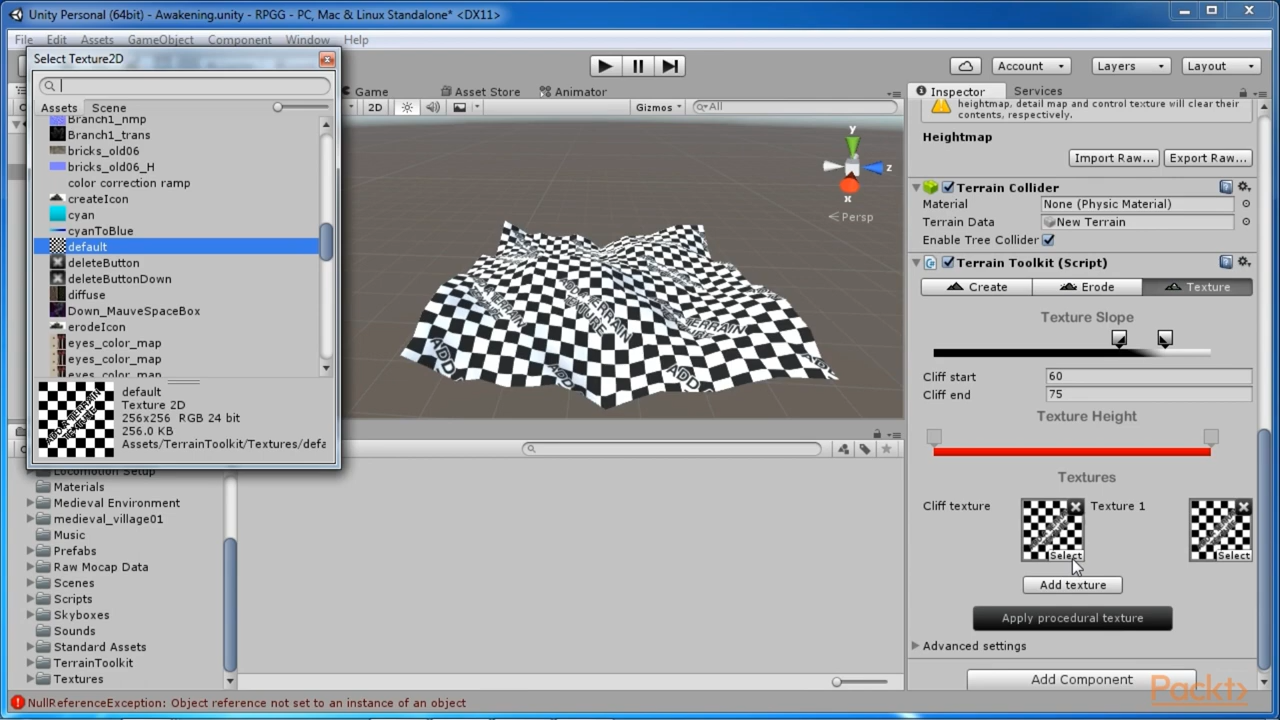 Unity Personal (64bit) - Awakening.unity - RPGG - PC, Mac & Linux Standalone* <DX11>
File Edit Assets GameObject Component Window Help
Select Texture2D
Assets Scene
Branch1_nmp
Branch1_trans
bricks_old06
bricks_old06_H
color correction ramp
createIcon
cyan
cyanToBlue
default
deleteButton
deleteButtonDown
diffuse
Down_MauveSpaceBox
erodeIcon
eyes_color_map
eyes_color_map
eyes_color_map
default
Texture 2D
256x256 RGB 24 bit
256.0 KB
Assets/TerrainToolkit/Textures/defa
Account Layers Layout
Game Asset Store Animator
2D Gizmos All
y
z
x
Persp
ADD TERRAIN TEXTURE
Locomotion Setup
Materials
Medieval Environment
medieval_village01
Music
Prefabs
Raw Mocap Data
Scenes
Scripts
Skyboxes
Sounds
Standard Assets
TerrainToolkit
Textures
Inspector Services
heightmap, detail map and control texture will clear their
contents, respectively.
Heightmap
Import Raw... Export Raw...
Terrain Collider
Material None (Physic Material)
Terrain Data New Terrain
Enable Tree Collider
Terrain Toolkit (Script)
Create Erode Texture
Texture Slope
Cliff start 60
Cliff end 75
Texture Height
Textures
Cliff texture Select Texture 1 Select
Add texture
Apply procedural texture
Advanced settings
Add Component
Packt
NullReferenceException: Object reference not set to an instance of an object